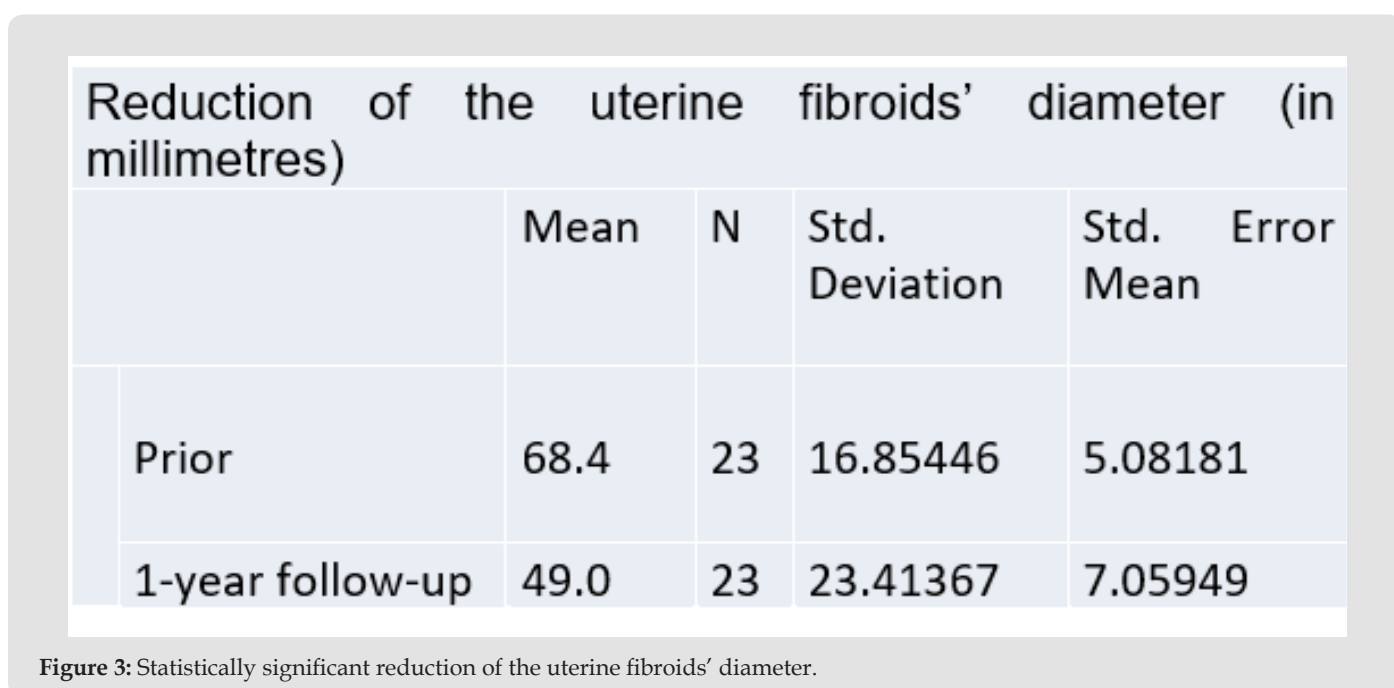 Reduction of the uterine fibroids’ diameter (in
millimetres)
Mean N Std. Deviation Std. Error Mean
Prior 68.4 23 16.85446 5.08181
1-year follow-up 49.0 23 23.41367 7.05949
Figure 3: Statistically significant reduction of the uterine fibroids’ diameter.